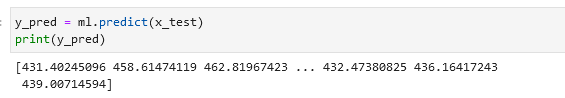 y_pred = ml.predict(x_test)
print(y_pred)
[431.40245096 458.61474119 462.81967423 ... 432.47380825 436.16417243
439.00714594]